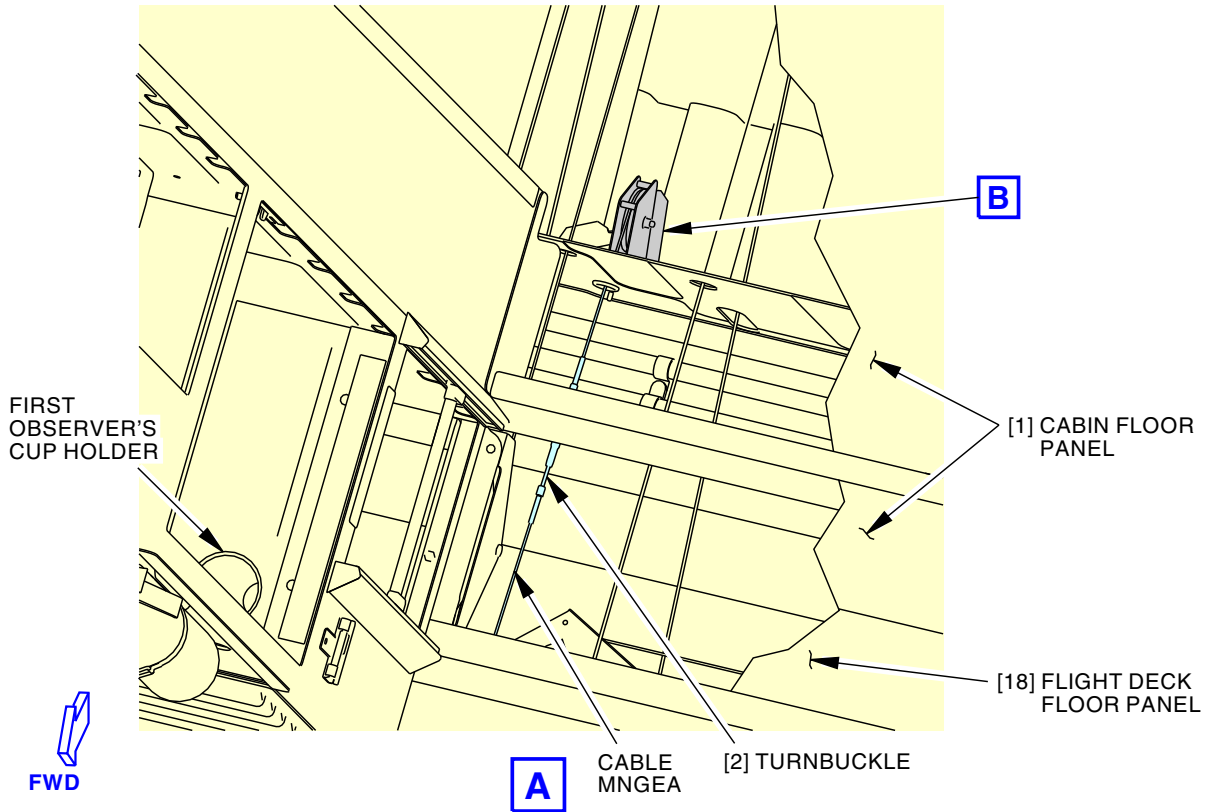 B
FIRST
OBSERVER'S
CUP HOLDER
[1] CABIN FLOOR
PANEL
[18] FLIGHT DECK
FLOOR PANEL
CABLE
MNGEA
[2] TURNBUCKLE
FWD
A